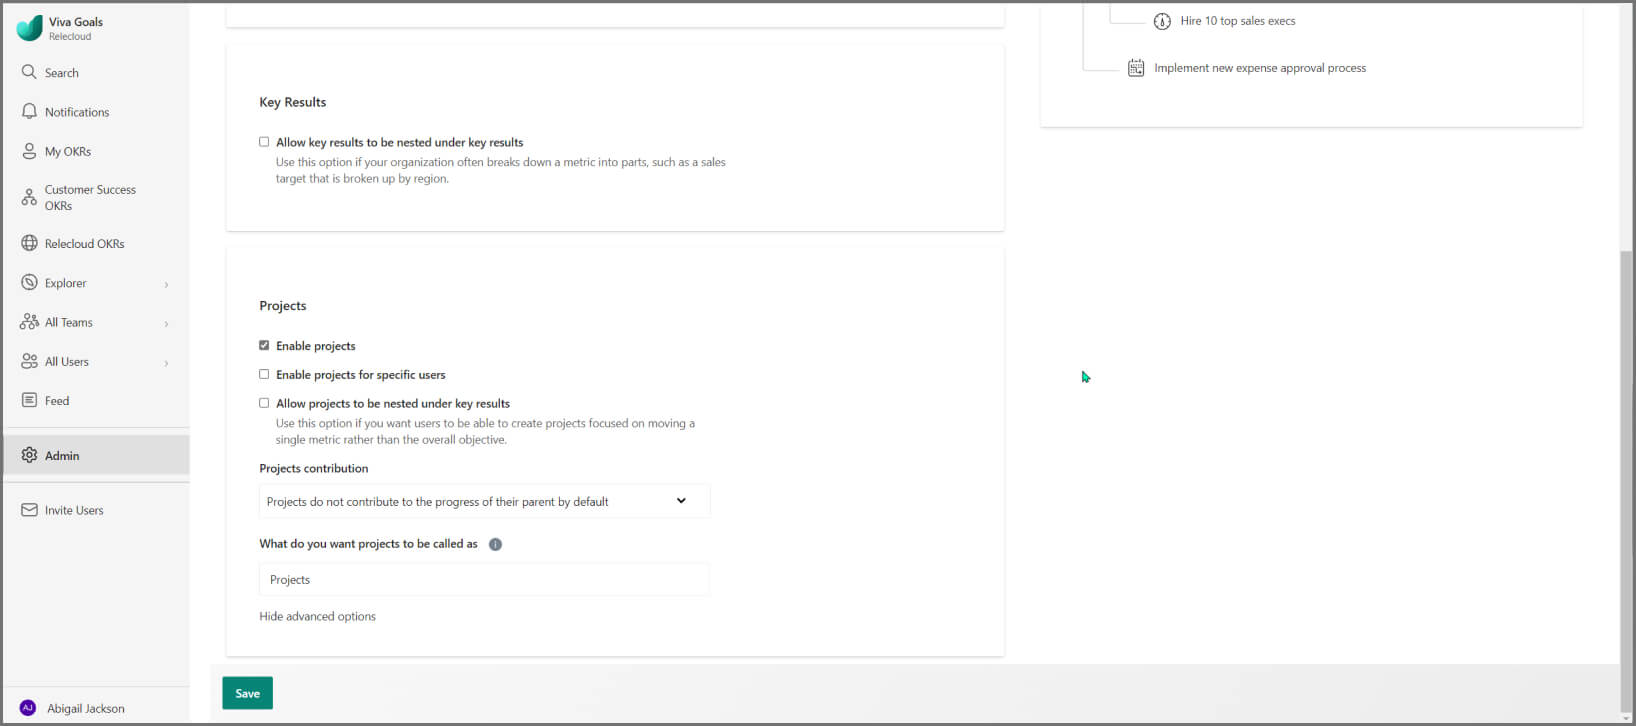 Viva Goals
Relecloud
Search
Notifications
My OKRs
Customer Success
OKRs
Relecloud OKRs
Explorer
All Teams
All Users
Feed
Admin
Invite Users
AJ Abigail Jackson
Key Results
Allow key results to be nested under key results
Use this option if your organization often breaks down a metric into parts, such as a sales
target that is broken up by region.
Projects
Enable projects
Enable projects for specific users
Allow projects to be nested under key results
Use this option if you want users to be able to create projects focused on moving a
single metric rather than the overall objective.
Projects contribution
Projects do not contribute to the progress of their parent by default
What do you want projects to be called as
Projects
Hide advanced options
Save
Hire 10 top sales execs
Implement new expense approval process